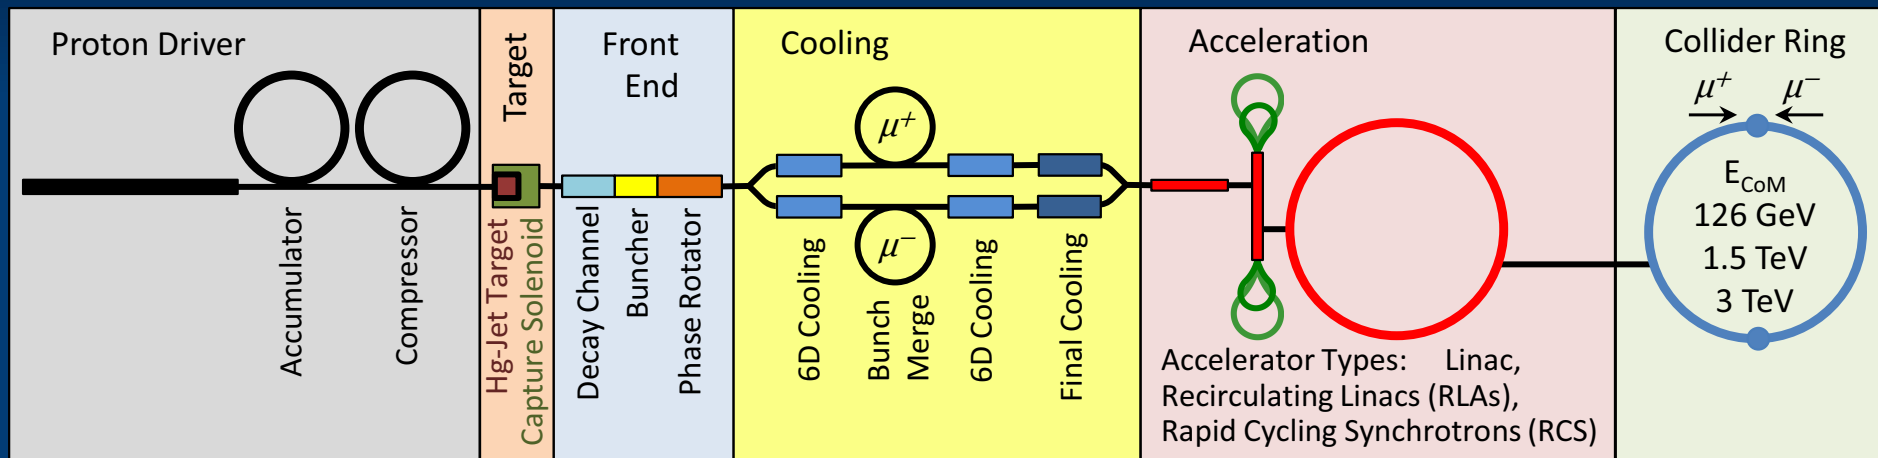 Proton Driver
Accumulator
Compressor
Target
Hg-Jet Target
Capture Solenoid
Front
End
Decay Channel
Buncher
Phase Rotator
Cooling
μ+
μ−
6D Cooling
Bunch
Merge
6D Cooling
Final Cooling
Acceleration
Accelerator Types: Linac,
Recirculating Linacs (RLAs),
Rapid Cycling Synchrotrons (RCS)
Collider Ring
μ+ μ−
ECoM
126 GeV
1.5 TeV
3 TeV